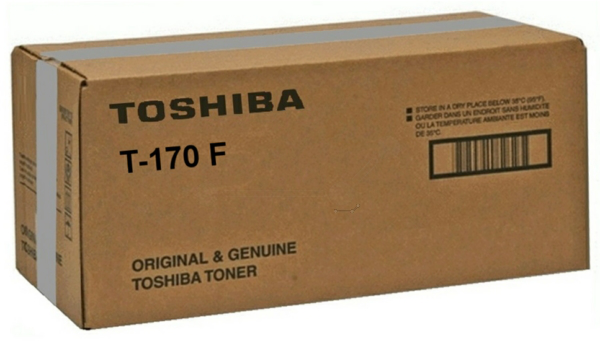 TOSHIBA
T-170 F
■ STORE IN A DRY PLACE BELOW 35°C (95°F).
■ GARDER DANS UN ENDROIT SANS HUMIDITE
OU LA TEMPERATURE AMBIANTE EST MOINS
DE 35°C.
ORIGINAL & GENUINE
TOSHIBA TONER